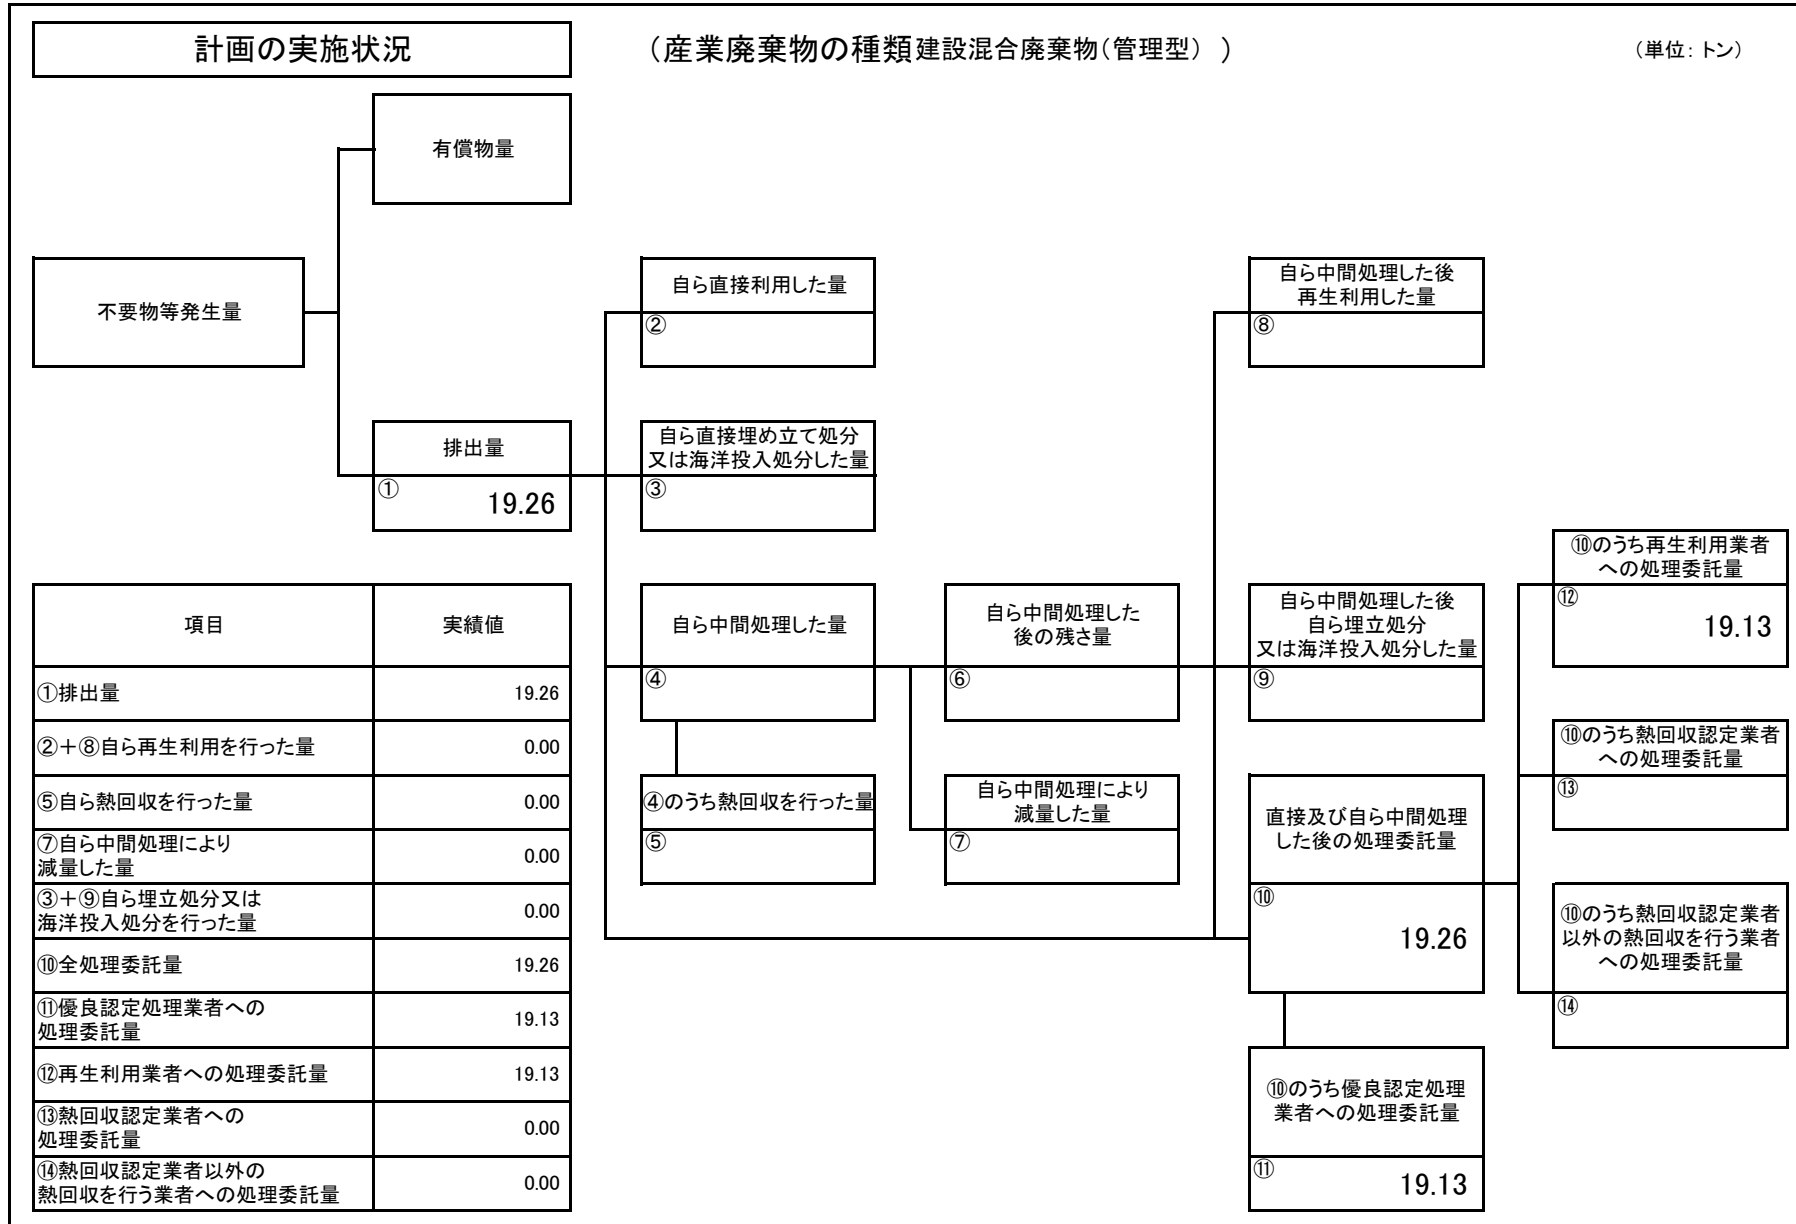 計画の実施状況
（産業廃棄物の種類建設混合廃棄物（管理型） ）
（単位：トン）
有償物量
不要物等発生量
自ら直接利用した量
②
自ら中間処理した後
再生利用した量
⑧
排出量
① 19.26
自ら直接埋め立て処分
又は海洋投入処分した量
③
⑩のうち再生利用業者
への処理委託量
⑫
19.13
自ら中間処理した量
④
自ら中間処理した
後の残さ量
⑥
自ら中間処理した後
自ら埋立処分
又は海洋投入処分した量
⑨
⑩のうち熱回収認定業者
への処理委託量
⑬
④のうち熱回収を行った量
⑤
自ら中間処理により
減量した量
⑦
直接及び自ら中間処理
した後の処理委託量
⑩
19.26
⑩のうち熱回収認定業者
以外の熱回収を行う業者
への処理委託量
⑭
⑩のうち優良認定処理
業者への処理委託量
⑪
19.13
項目 実績値
①排出量 19.26
②＋⑧自ら再生利用を行った量 0.00
⑤自ら熱回収を行った量 0.00
⑦自ら中間処理により
減量した量 0.00
③＋⑨自ら埋立処分又は
海洋投入処分を行った量 0.00
⑩全処理委託量 19.26
⑪優良認定処理業者への
処理委託量 19.13
⑫再生利用業者への処理委託量 19.13
⑬熱回収認定業者への
処理委託量 0.00
⑭熱回収認定業者以外の
熱回収を行う業者への処理委託量 0.00